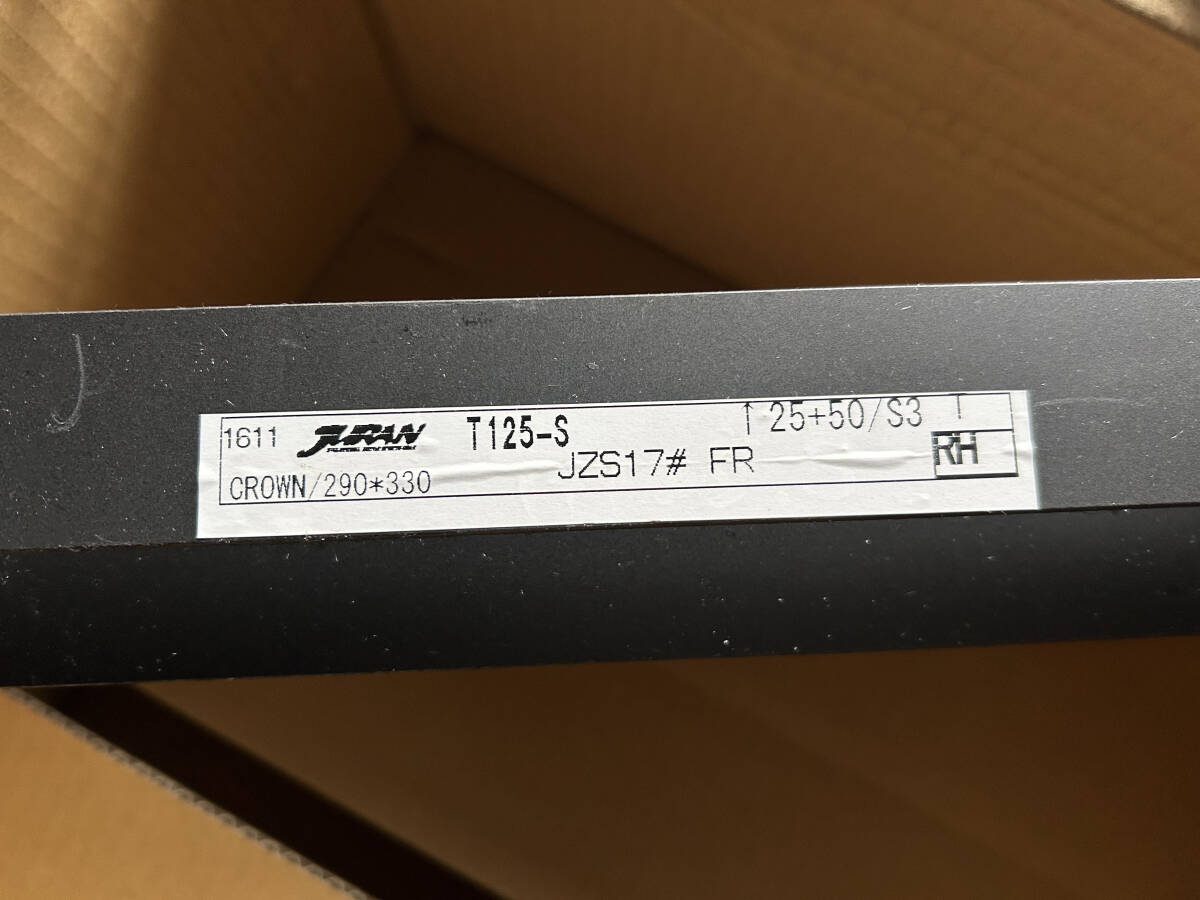 1611 JURAN T125-S ↑25+50/S3 ↑
JZS17# FR RH
CROWN/290*330